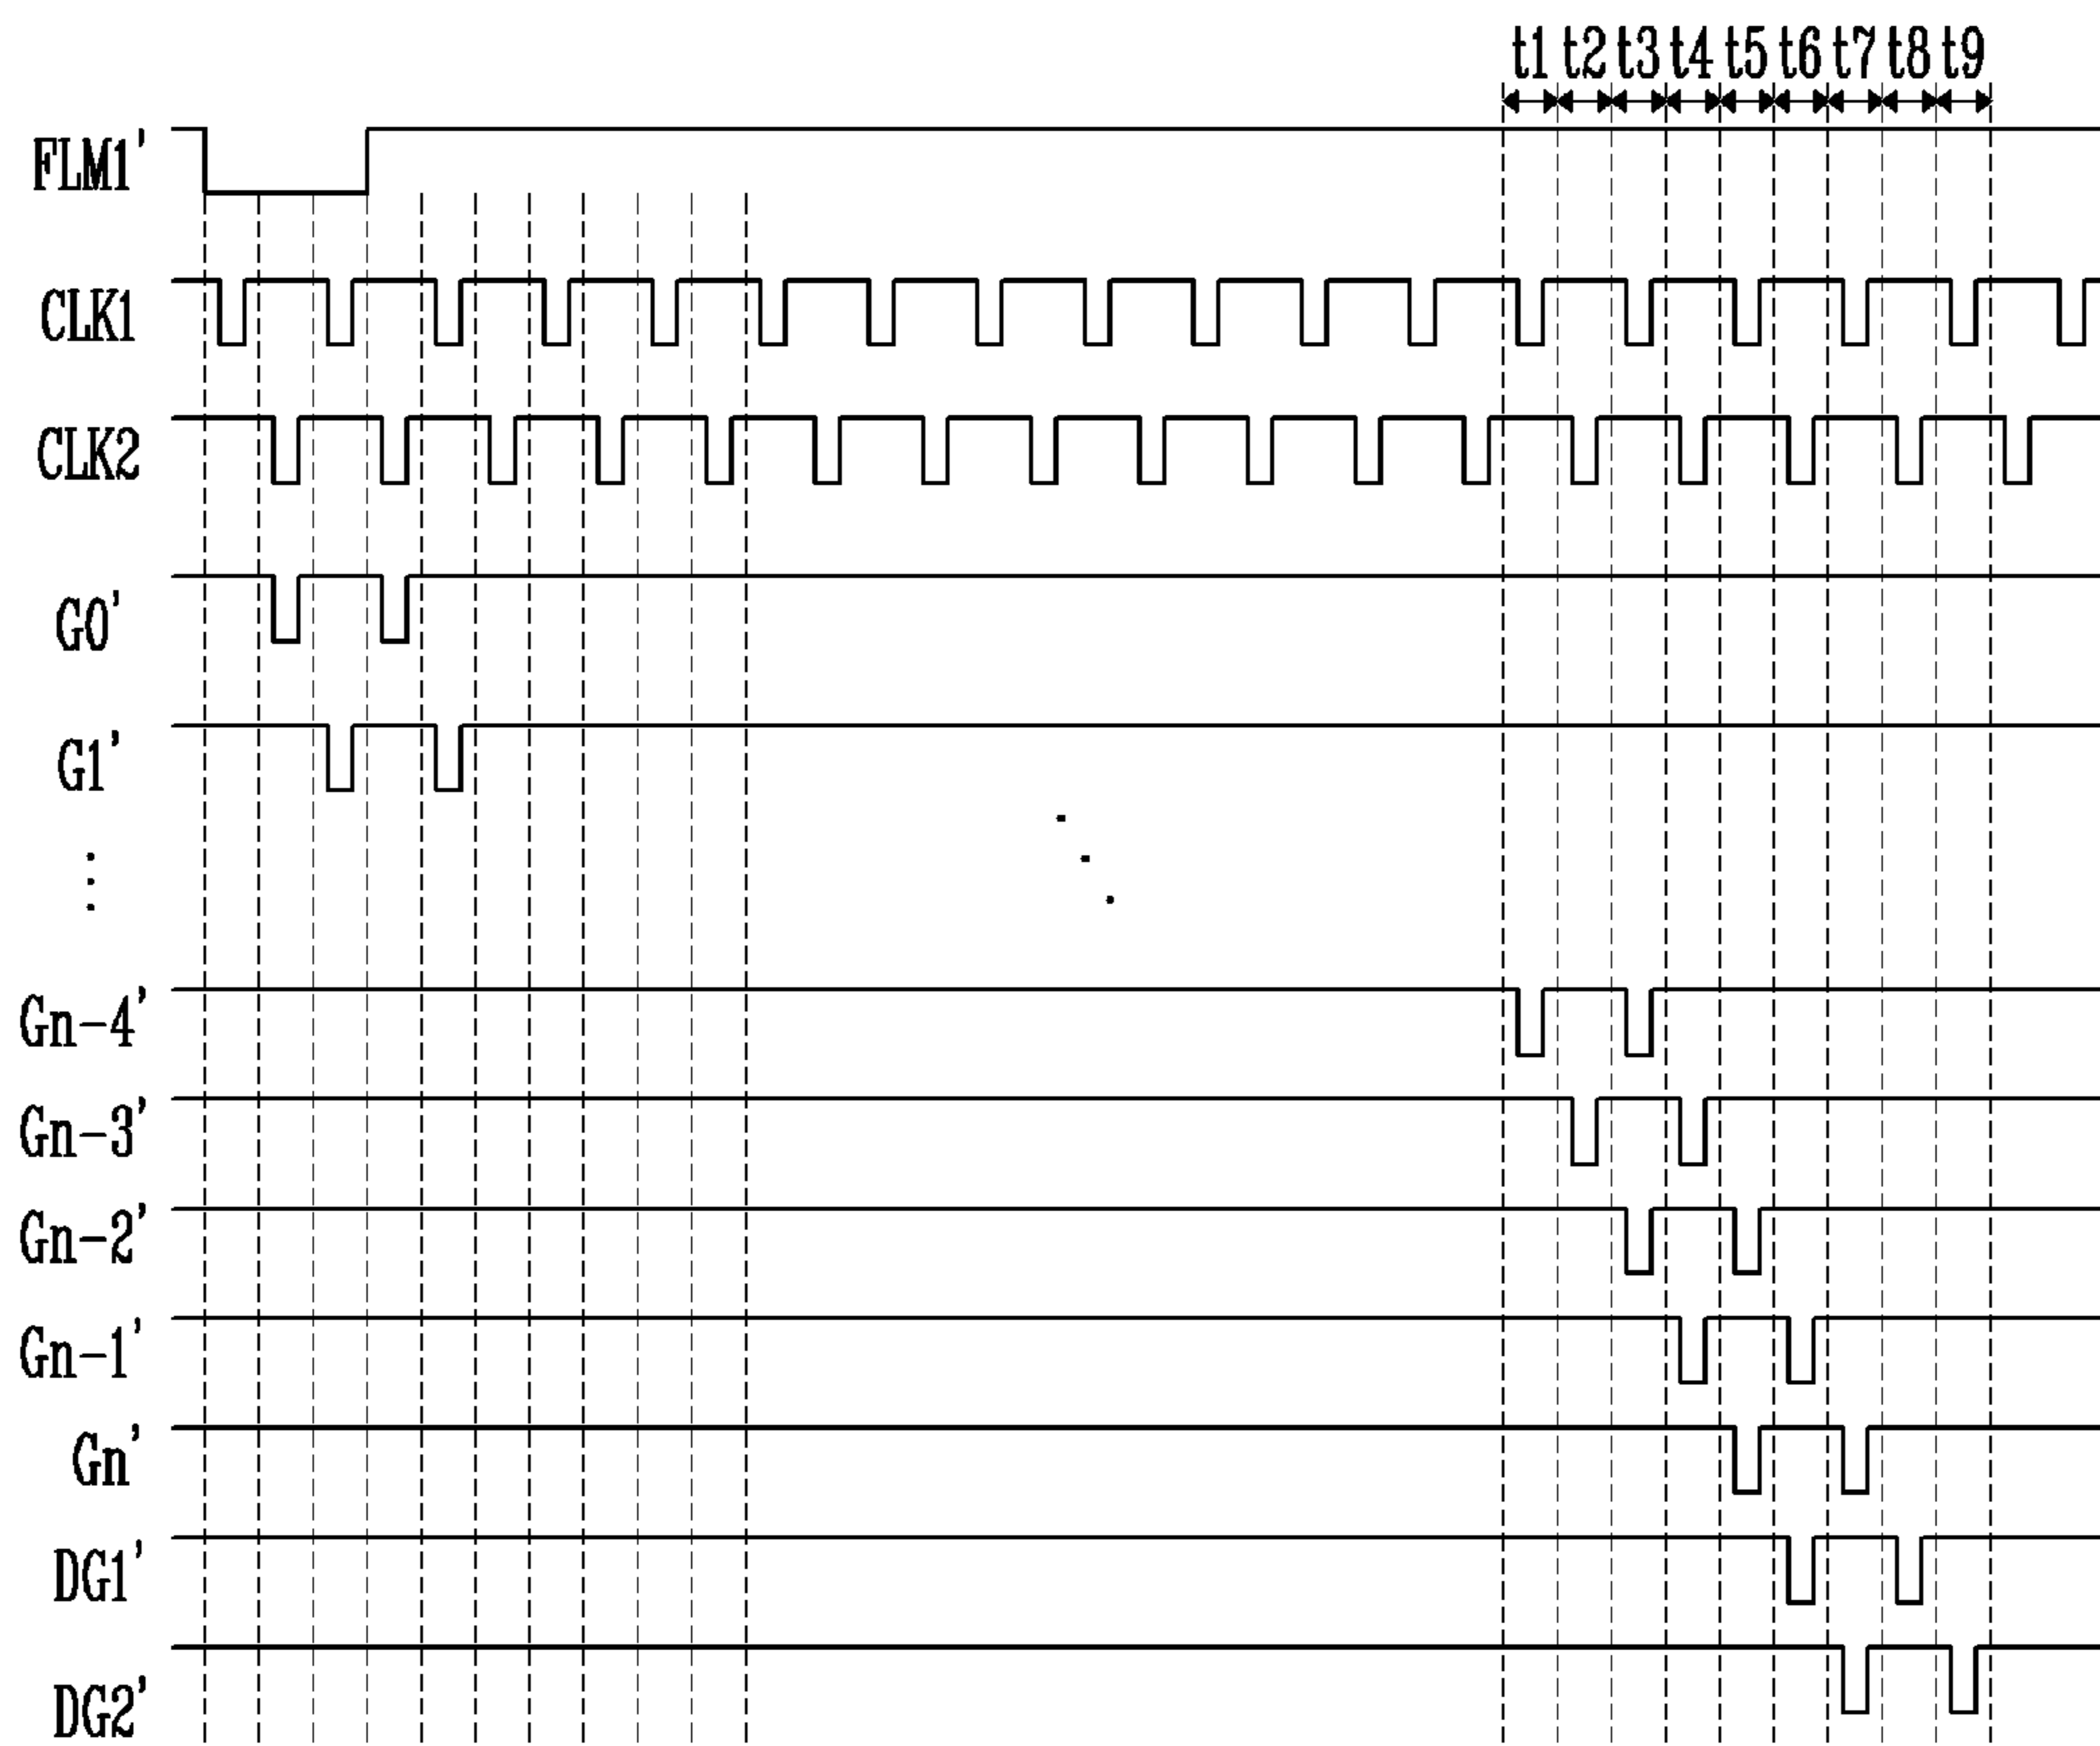 t1 t2 t3 t4 t5 t6 t7 t8 t9
FLM1'
CLK1
CLK2
G0'
G1'
Gn-4'
Gn-3'
Gn-2'
Gn-1'
Gn'
DG1'
DG2'